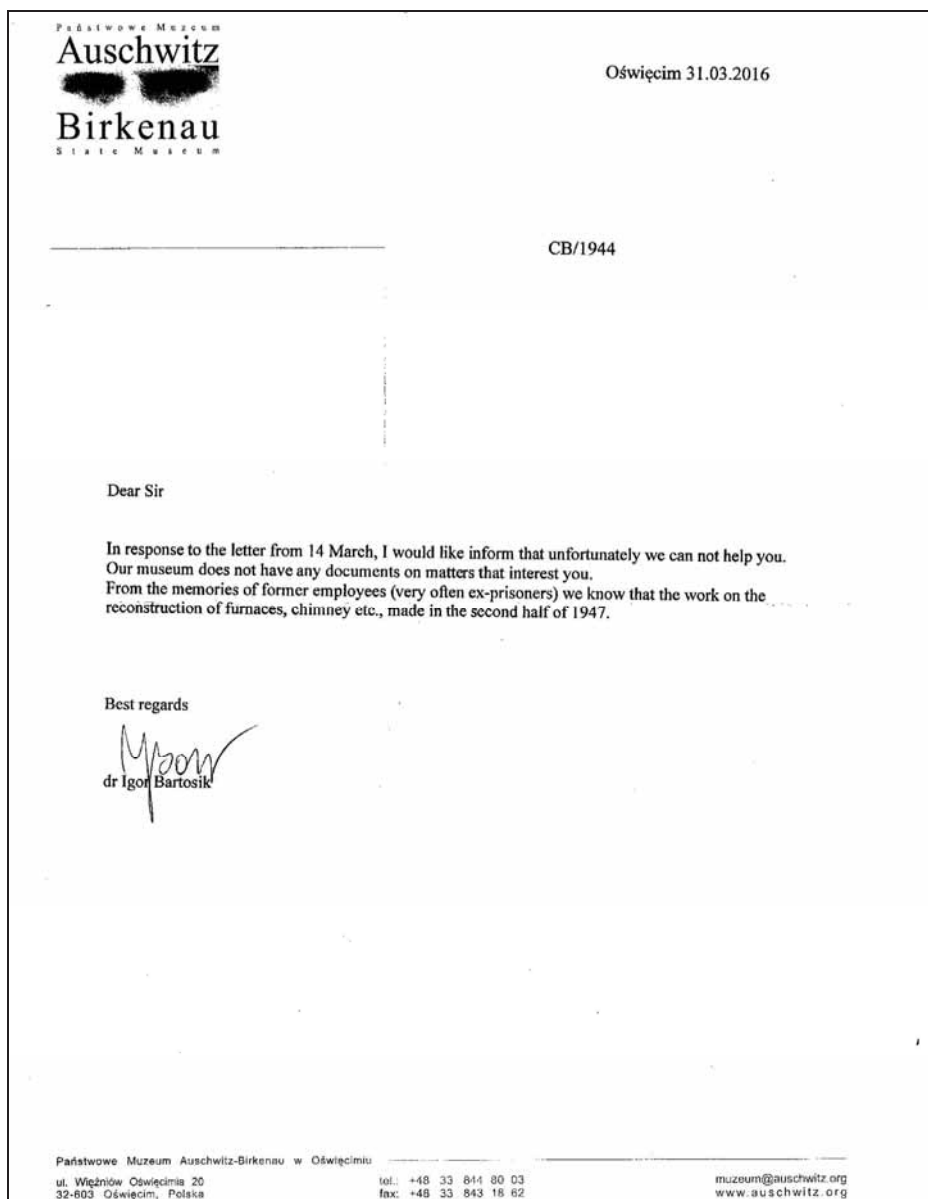 Państwowe Muzeum
Auschwitz
Birkenau
State Museum
Oświęcim 31.03.2016
CB/1944
Dear Sir
In response to the letter from 14 March, I would like inform that unfortunately we can not help you.
Our museum does not have any documents on matters that interest you.
From the memories of former employees (very often ex-prisoners) we know that the work on the
reconstruction of furnaces, chimney etc., made in the second half of 1947.
Best regards
dr Igor Bartosik
Państwowe Muzeum Auschwitz-Birkenau w Oświęcimiu
ul. Więźniów Oświęcimia 20 tel.: +48 33 844 80 03 muzeum@auschwitz.org
32-603 Oświęcim, Polska fax: +48 33 843 18 62 www.auschwitz.org